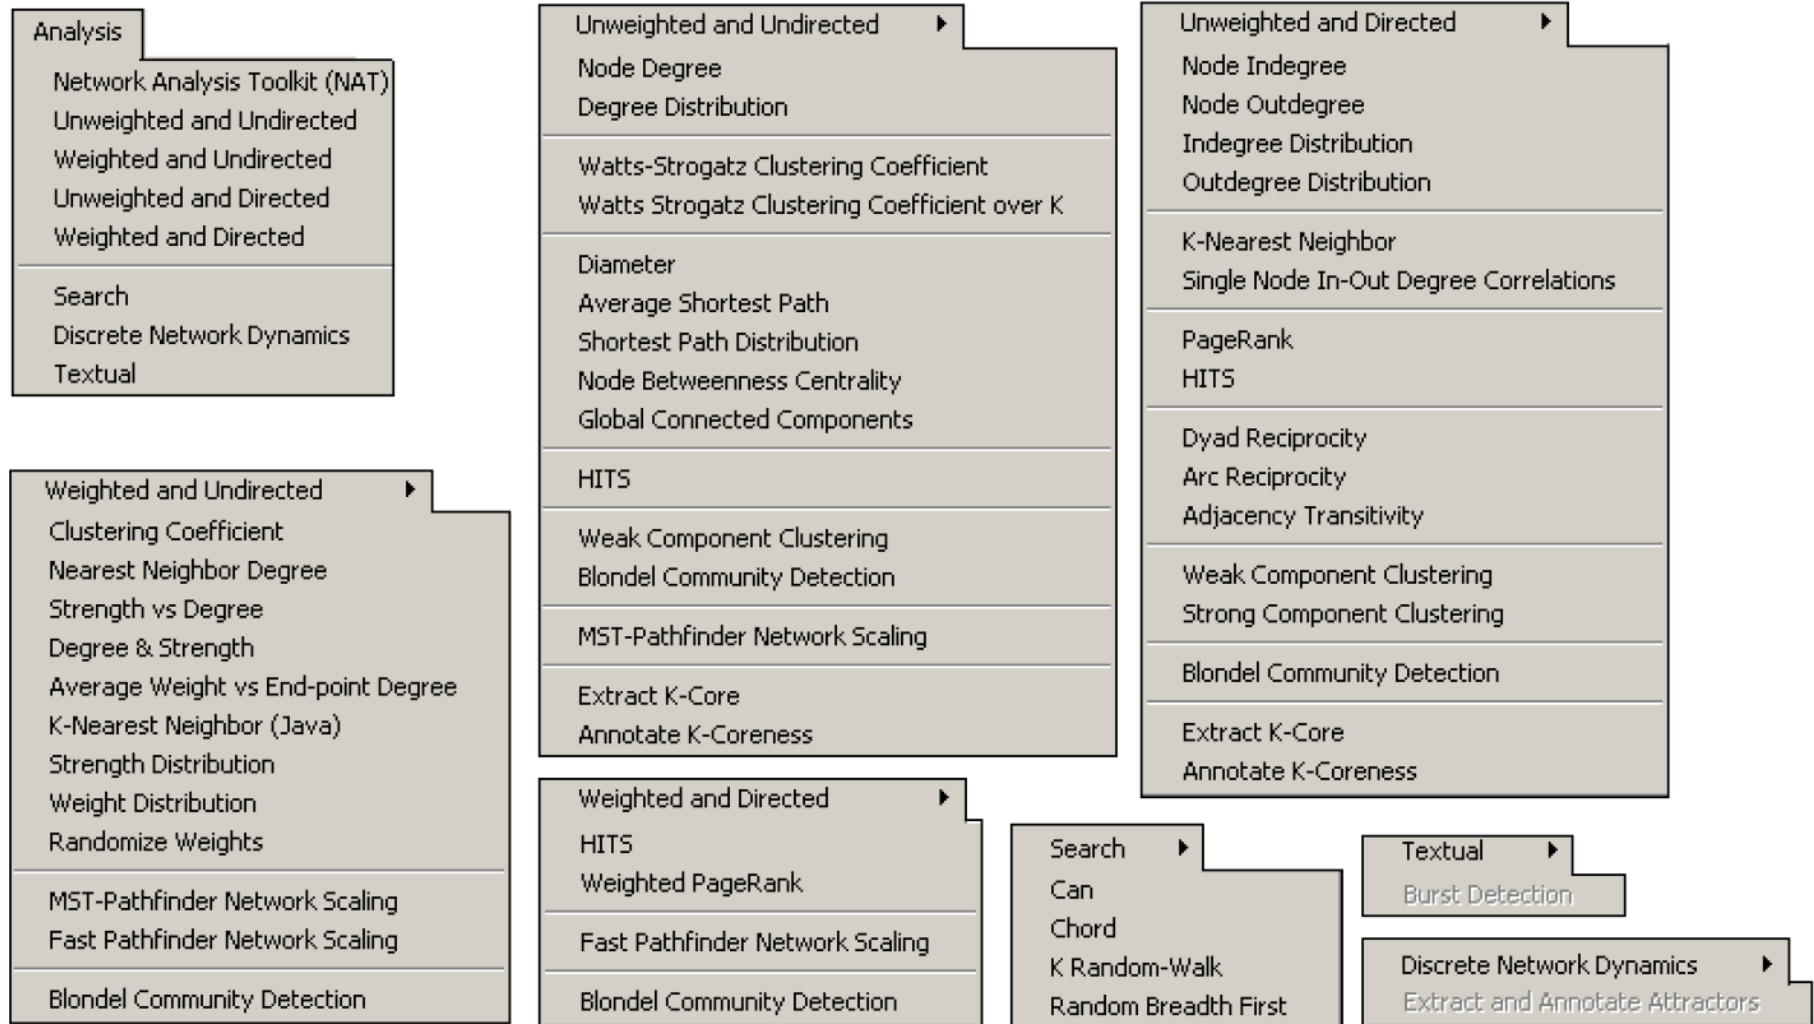 Analysis
Network Analysis Toolkit (NAT)
Unweighted and Undirected
Weighted and Undirected
Unweighted and Directed
Weighted and Directed
Search
Discrete Network Dynamics
Textual
Weighted and Undirected
Clustering Coefficient
Nearest Neighbor Degree
Strength vs Degree
Degree & Strength
Average Weight vs End-point Degree
K-Nearest Neighbor (Java)
Strength Distribution
Weight Distribution
Randomize Weights
MST-Pathfinder Network Scaling
Fast Pathfinder Network Scaling
Blondel Community Detection
Unweighted and Undirected
Node Degree
Degree Distribution
Watts-Strogatz Clustering Coefficient
Watts Strogatz Clustering Coefficient over K
Diameter
Average Shortest Path
Shortest Path Distribution
Node Betweenness Centrality
Global Connected Components
HITS
Weak Component Clustering
Blondel Community Detection
MST-Pathfinder Network Scaling
Extract K-Core
Annotate K-Coreness
Weighted and Directed
HITS
Weighted PageRank
Fast Pathfinder Network Scaling
Blondel Community Detection
Unweighted and Directed
Node Indegree
Node Outdegree
Indegree Distribution
Outdegree Distribution
K-Nearest Neighbor
Single Node In-Out Degree Correlations
PageRank
HITS
Dyad Reciprocity
Arc Reciprocity
Adjacency Transitivity
Weak Component Clustering
Strong Component Clustering
Blondel Community Detection
Extract K-Core
Annotate K-Coreness
Search
Can
Chord
K Random-Walk
Random Breadth First
Textual
Burst Detection
Discrete Network Dynamics
Extract and Annotate Attractors